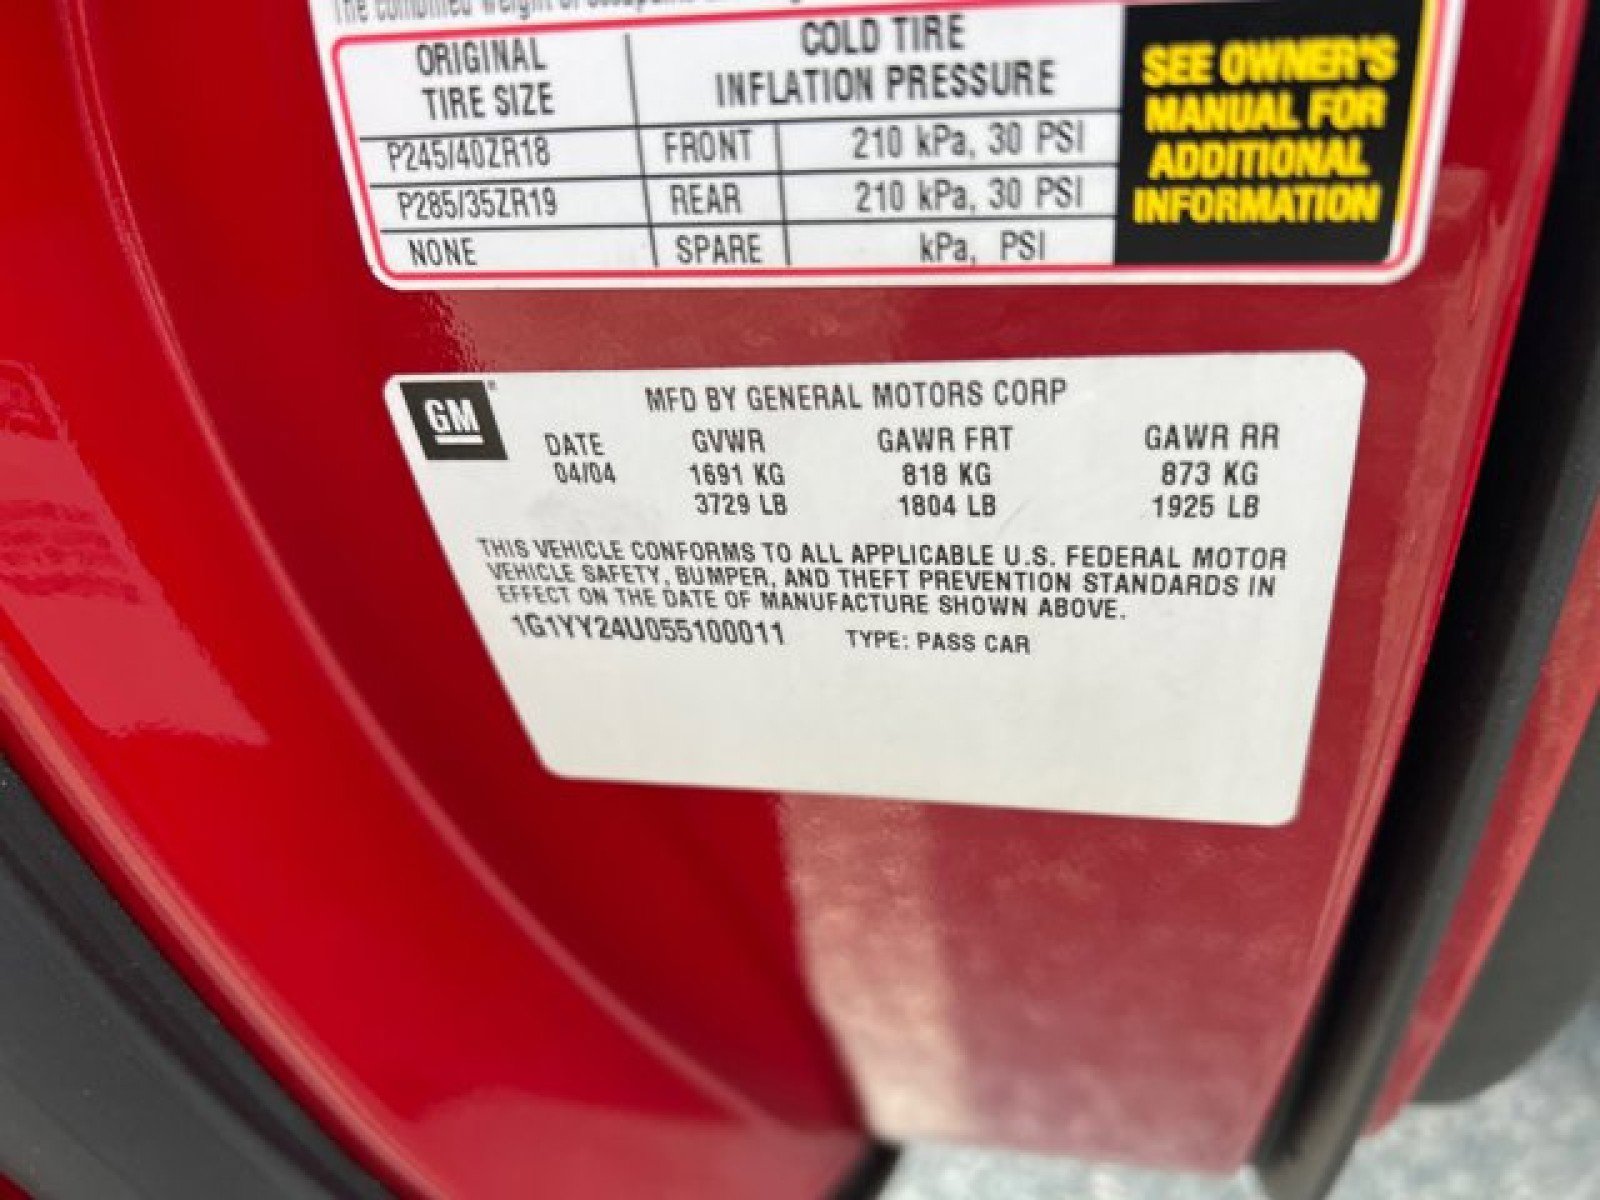 The combined weight of
ORIGINAL TIRE SIZE COLD TIRE INFLATION PRESSURE
P245/40ZR18 FRONT 210 kPa, 30 PSI
P285/35ZR19 REAR 210 kPa, 30 PSI
NONE SPARE kPa, PSI
SEE OWNER'S
MANUAL FOR
ADDITIONAL
INFORMATION
GM®
MFD BY GENERAL MOTORS CORP
DATE GVWR GAWR FRT GAWR RR
04/04 1691 KG 818 KG 873 KG
3729 LB 1804 LB 1925 LB
THIS VEHICLE CONFORMS TO ALL APPLICABLE U.S. FEDERAL MOTOR
VEHICLE SAFETY, BUMPER, AND THEFT PREVENTION STANDARDS IN
EFFECT ON THE DATE OF MANUFACTURE SHOWN ABOVE.
1G1YY24U055100011 TYPE: PASS CAR